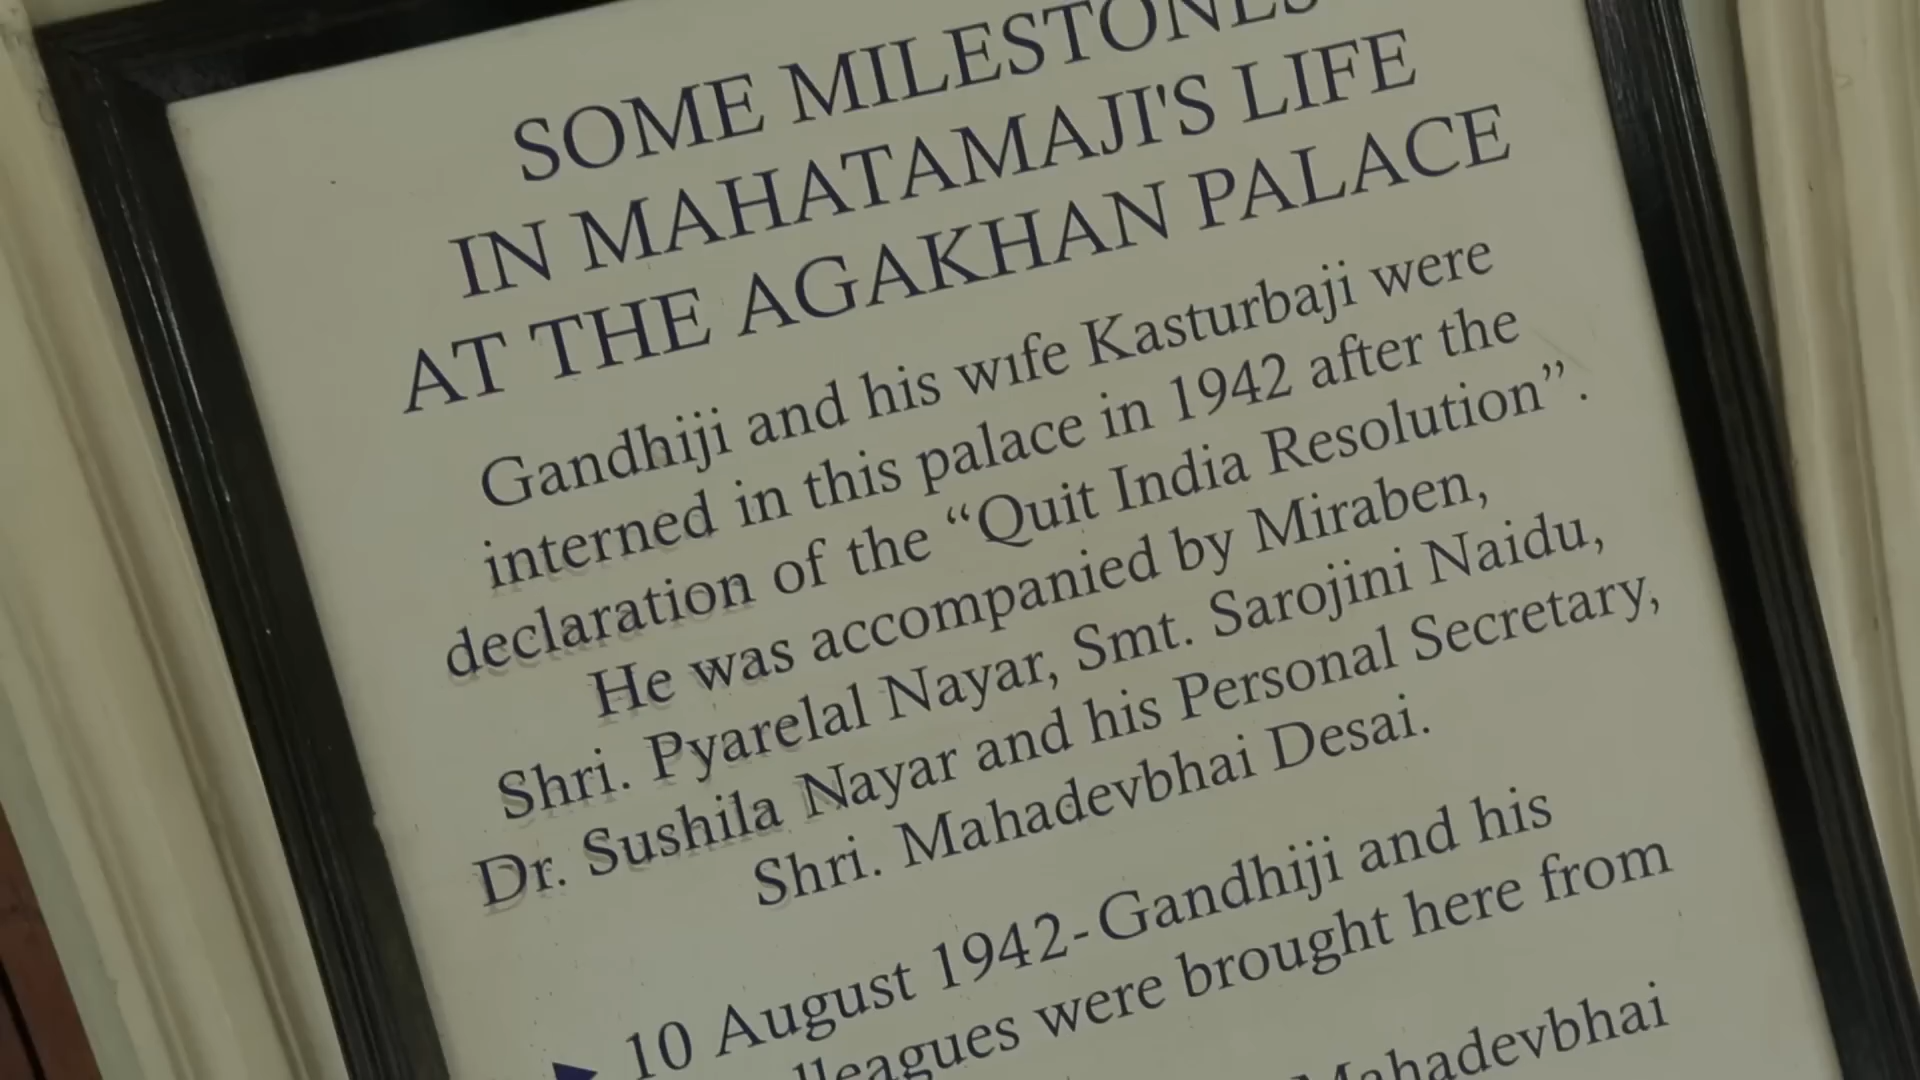 SOME MILESTONES
IN MAHATAMAJI'S LIFE
AT THE AGAKHAN PALACE
Gandhiji and his wife Kasturbaji were
interned in this palace in 1942 after the
declaration of the “Quit India Resolution”.
He was accompanied by Miraben,
Shri. Pyarelal Nayar, Smt. Sarojini Naidu,
Dr. Sushila Nayar and his Personal Secretary,
Shri. Mahadevbhai Desai.
10 August 1942-Gandhiji and his
lleagues were brought here from
Mahadevbhai